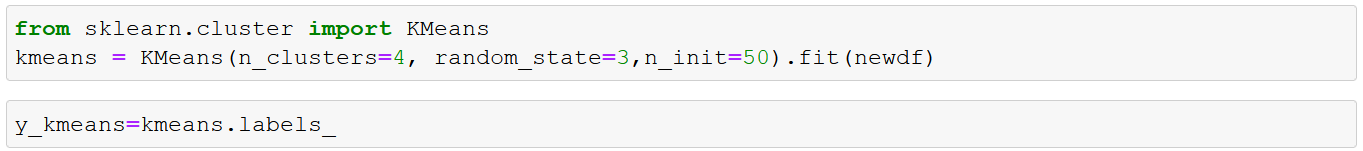 from sklearn.cluster import KMeans
kmeans = KMeans(n_clusters=4, random_state=3,n_init=50).fit(newdf)
y_kmeans=kmeans.labels_